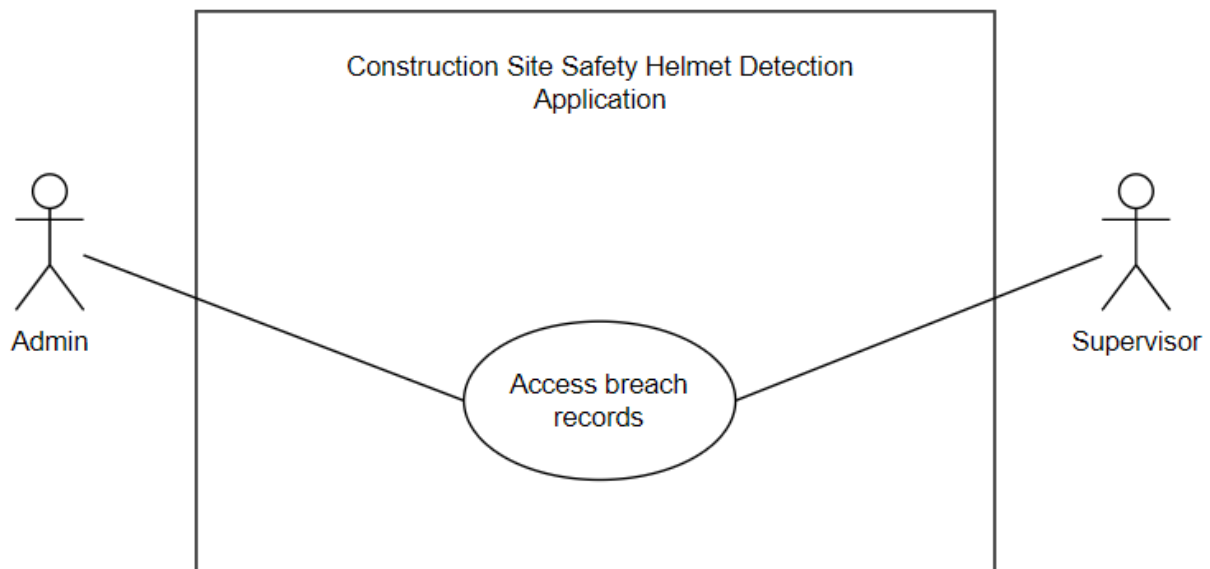 Construction Site Safety Helmet Detection
Application
Admin
Supervisor
Access breach
records